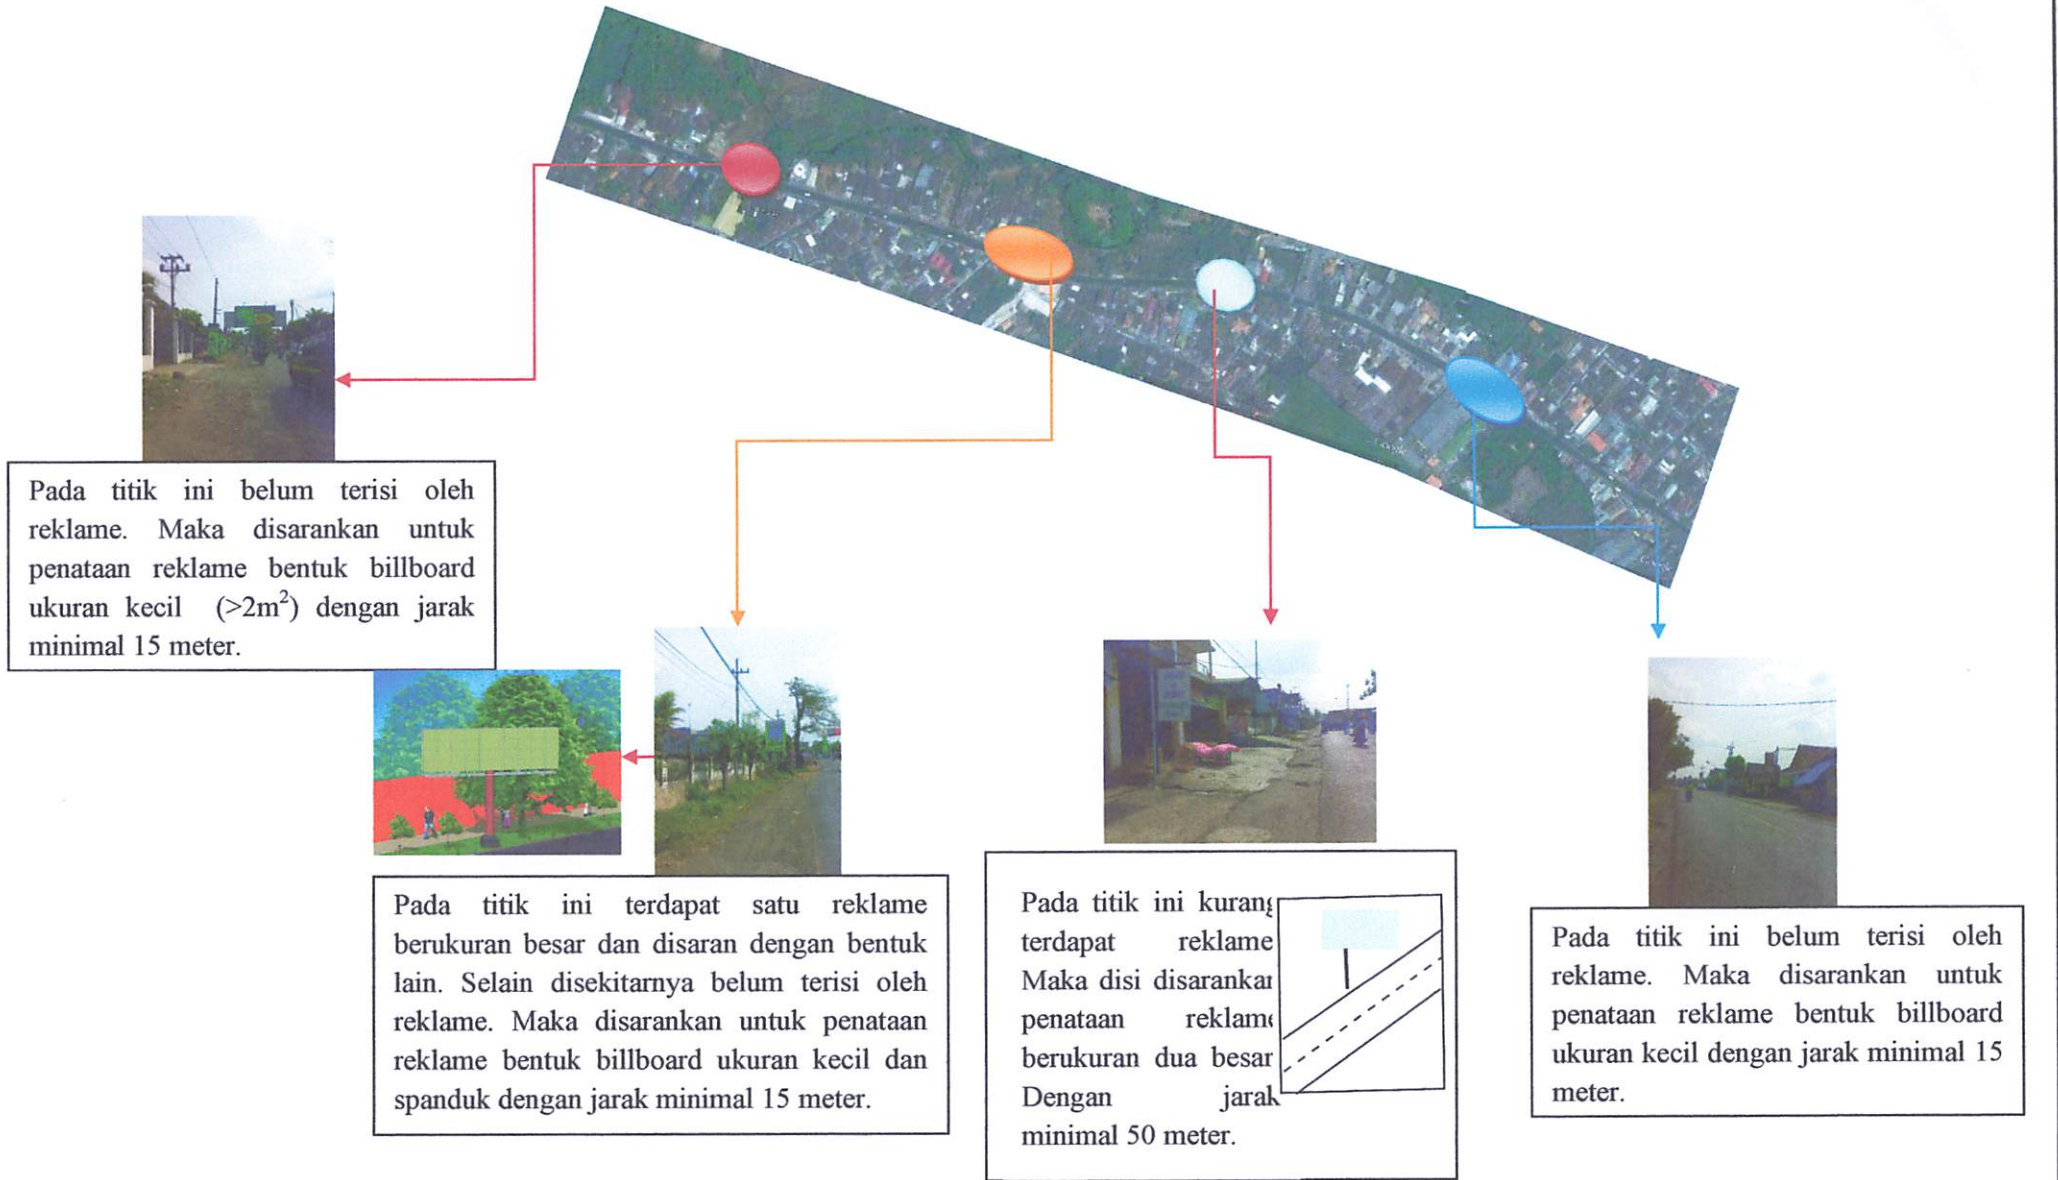 Pada titik ini belum terisi oleh
reklame. Maka disarankan untuk
penataan reklame bentuk billboard
ukuran kecil (>2m²) dengan jarak
minimal 15 meter.
Pada titik ini terdapat satu reklame
berukuran besar dan disaran dengan bentuk
lain. Selain disekitarnya belum terisi oleh
reklame. Maka disarankan untuk penataan
reklame bentuk billboard ukuran kecil dan
spanduk dengan jarak minimal 15 meter.
Pada titik ini kurang
terdapat reklame
Maka disi disarankan
penataan reklame
berukuran dua besar
Dengan jarak
minimal 50 meter.
Pada titik ini belum terisi oleh
reklame. Maka disarankan untuk
penataan reklame bentuk billboard
ukuran kecil dengan jarak minimal 15
meter.